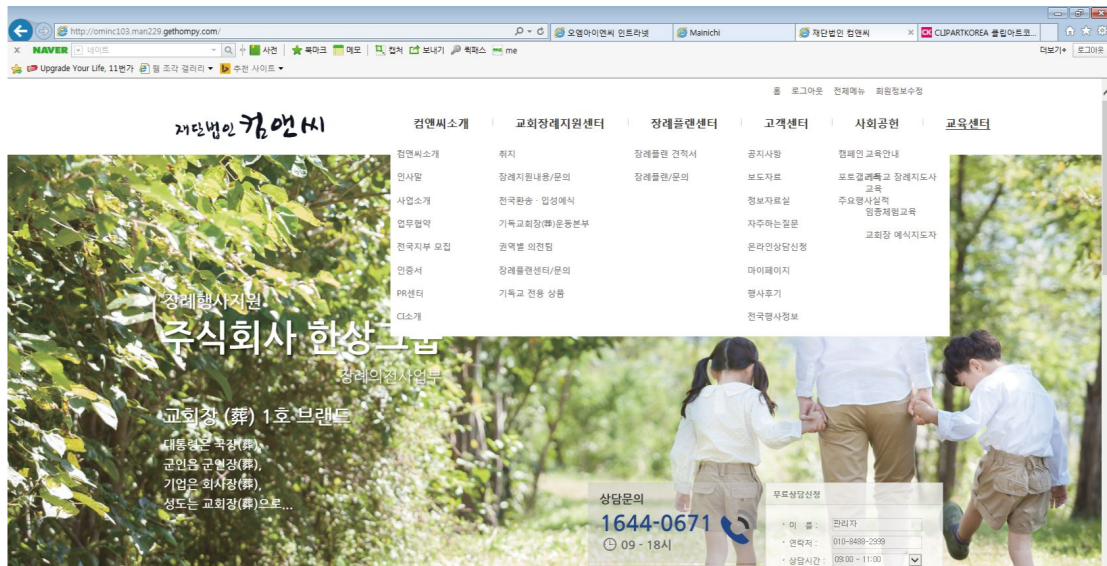 http://ominc103.man229.gethompy.com/
오엠아이엔씨 인트라넷
Mainichi
재단법인 컴앤씨
CLIPARTKOREA 클립아트코...
NAVER 네이트 사전 북마크 메모 캡처 보내기 퀵패스 me 더보기+ 로그아웃
Upgrade Your Life, 11번가 웹 조각 갤러리 추천 사이트
홈 로그아웃 전체메뉴 회원정보수정
재단법인 컴앤씨
컴앤씨소개 교회장례지원센터 장례플랜센터 고객센터 사회공헌 교육센터
컴앤씨소개 취지 장례플랜 견적서 공지사항 캠페인 교육안내
인사말 장례지원내용/문의 장례플랜/문의 보도자료 포토갤러리 기독교 장례지도사
교육
사업소개 전국환송·입성예식 정보자료실 주요행사실적
임종체험교육
업무협약 기독교회장(葬)운동본부 자주하는질문
교회장 예식지도자
전국지부 모집 권역별 의전팀 온라인상담신청
인증서 장례플랜센터/문의 마이페이지
PR센터 기독교 전용 상품 행사후기
CI소개 전국행사정보
장례행사지원
주식회사 한상그룹
장례의전사업부
교회장 (葬) 1호 브랜드
대통령은 국장(葬),
군인은 군인장(葬),
기업은 회사장(葬),
성도는 교회장(葬)으로...
상담문의
1644-0671
09 - 18시
무료상담신청
이 름 : 관리자
연락처 : 010-8488-2999
상담시간 : 09:00 ~ 11:00